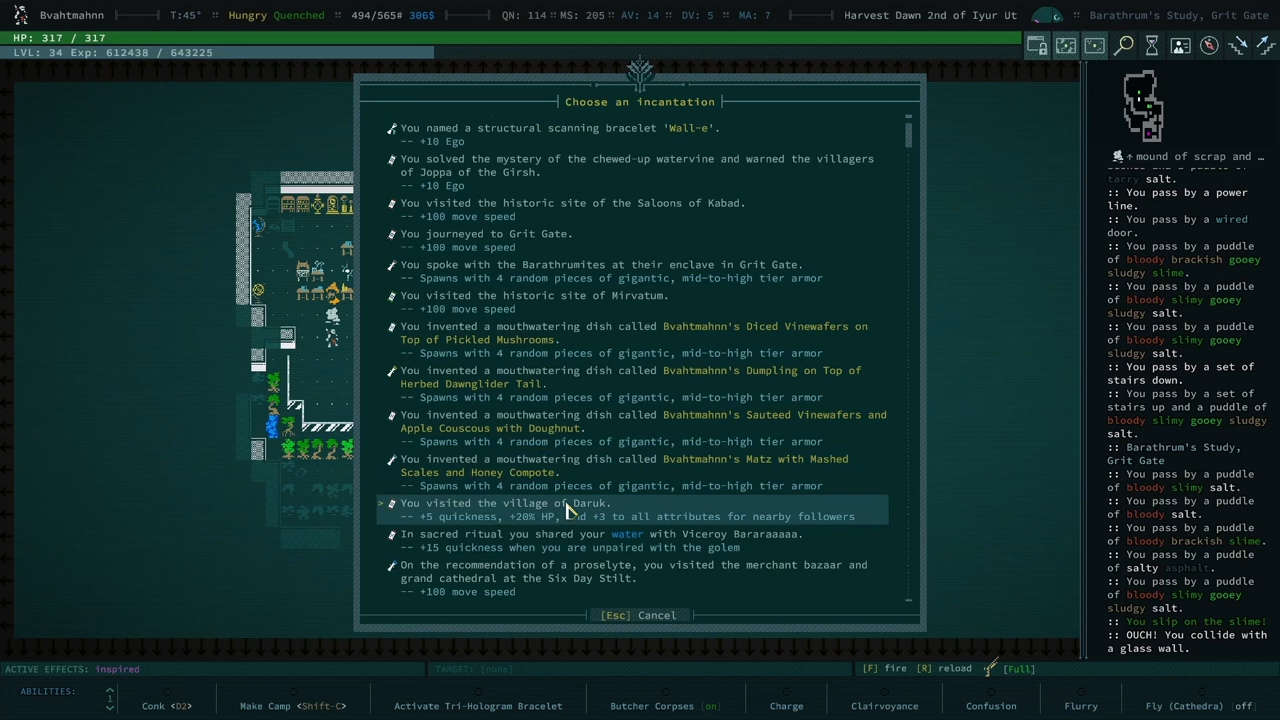 Bvahtmahn T:45° Hungry Quenched 494/565# 306$ QN: 114 MS: 205 AV: 14 DV: 5 MA: 7 Harvest Dawn 2nd of Iyur Ut Barathrum's Study, Grit Gate
HP: 317 / 317
LVL: 34 Exp: 612438 / 643225
Choose an incantation
You named a structural scanning bracelet 'Wall-e'.
-- +10 Ego
You solved the mystery of the chewed-up watervine and warned the villagers
of Joppa of the Girsh.
-- +10 Ego
You visited the historic site of the Saloons of Kabad.
-- +100 move speed
You journeyed to Grit Gate.
-- +100 move speed
You spoke with the Barathrumites at their enclave in Grit Gate.
-- Spawns with 4 random pieces of gigantic, mid-to-high tier armor
You visited the historic site of Mirvatum.
-- +100 move speed
You invented a mouthwatering dish called Bvahtmahnn's Diced Vinewafers on
Top of Pickled Mushrooms.
-- Spawns with 4 random pieces of gigantic, mid-to-high tier armor
You invented a mouthwatering dish called Bvahtmahnn's Dumpling on Top of
Herbed Dawnglider Tail.
-- Spawns with 4 random pieces of gigantic, mid-to-high tier armor
You invented a mouthwatering dish called Bvahtmahnn's Sauteed Vinewafers and
Apple Couscous with Doughnut.
-- Spawns with 4 random pieces of gigantic, mid-to-high tier armor
You invented a mouthwatering dish called Bvahtmahnn's Matz with Mashed
Scales and Honey Compote.
-- Spawns with 4 random pieces of gigantic, mid-to-high tier armor
> You visited the village of Daruk.
-- +5 quickness, +20% HP, and +3 to all attributes for nearby followers
In sacred ritual you shared your water with Viceroy Bararaaaaa.
-- +15 quickness when you are unpaired with the golem
On the recommendation of a proselyte, you visited the merchant bazaar and
grand cathedral at the Six Day Stilt.
-- +100 move speed
[Esc] Cancel
↑ mound of scrap and …
tarry salt.
:: You pass by a power
line.
:: You pass by a wired
door.
:: You pass by a puddle
of bloody brackish gooey
sludgy slime.
:: You pass by a puddle
of bloody slimy gooey
sludgy salt.
:: You pass by a puddle
of bloody slimy gooey
sludgy salt.
:: You pass by a set of
stairs down.
:: You pass by a set of
stairs up and a puddle of
bloody slimy gooey sludgy
salt.
:: Barathrum's Study,
Grit Gate
:: You pass by a puddle
of bloody slimy salt.
:: You pass by a puddle
of bloody salt.
:: You pass by a puddle
of bloody brackish slime.
:: You pass by a puddle
of salty asphalt.
:: You pass by a puddle
of bloody slimy gooey
sludgy salt.
:: You slip on the slime!
:: OUCH! You collide with
a glass wall.
ACTIVE EFFECTS: inspired TARGET: [none] [F] fire [R] reload [Full]
ABILITIES: 1 Conk <D2> Make Camp <Shift-C> Activate Tri-Hologram Bracelet Butcher Corpses [on] Charge Clairvoyance Confusion Flurry Fly (Cathedra) [off]